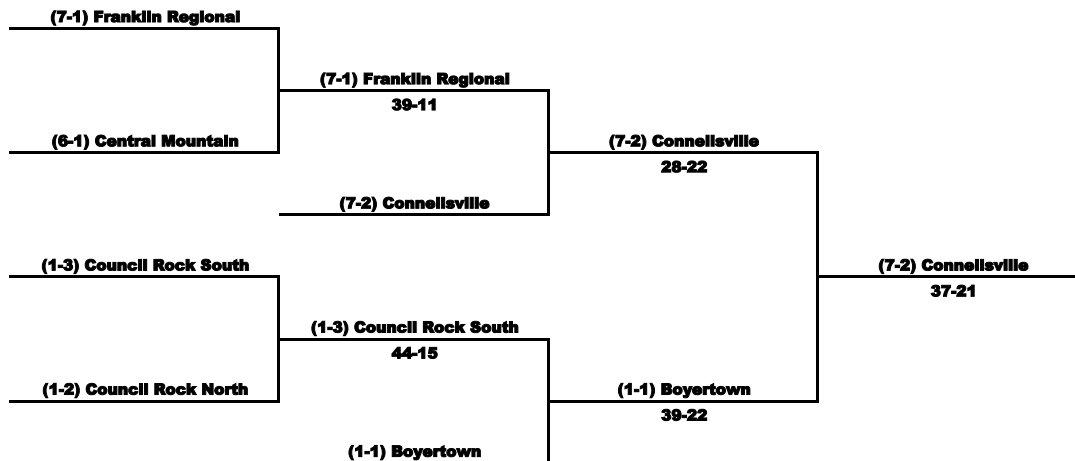 (7-1) Franklin Regional
(7-1) Franklin Regional
39-11
(6-1) Central Mountain
(7-2) Connellsville
28-22
(7-2) Connellsville
(1-3) Council Rock South
(7-2) Connellsville
37-21
(1-3) Council Rock South
44-15
(1-2) Council Rock North
(1-1) Boyertown
39-22
(1-1) Boyertown